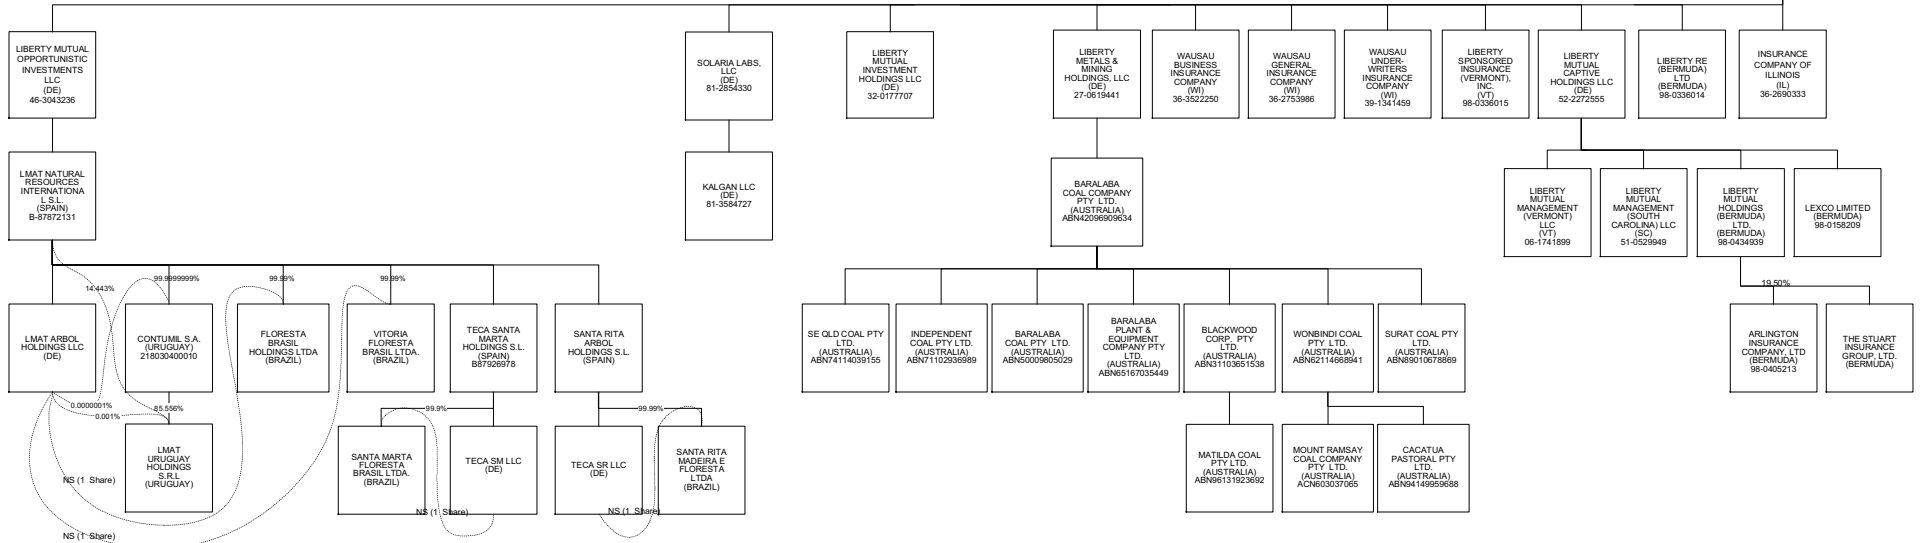 LIBERTY MUTUAL
OPPORTUNISTIC
INVESTMENTS
LLC
(DE)
46-3043236
SOLARIA LABS,
LLC
(DE)
81-2854330
LIBERTY
MUTUAL
INVESTMENT
HOLDINGS LLC
(DE)
32-0177707
LIBERTY
METALS &
MINING
HOLDINGS, LLC
(DE)
27-0619441
WAUSAU
BUSINESS
INSURANCE
COMPANY
(WI)
36-3522250
WAUSAU
GENERAL
INSURANCE
COMPANY
(WI)
36-2753986
WAUSAU
UNDER-
WRITERS
INSURANCE
COMPANY
(WI)
39-1341459
LIBERTY
SPONSORED
INSURANCE
(VERMONT),
INC.
(VT)
98-0336015
LIBERTY
MUTUAL
CAPTIVE
HOLDINGS LLC
(DE)
52-2272555
LIBERTY RE
(BERMUDA)
LTD
(BERMUDA)
98-0336014
INSURANCE
COMPANY OF
ILLINOIS
(IL)
36-2690333
LMAT NATURAL
RESOURCES
INTERNATIONA
L S.L.
(SPAIN)
B-87872131
KALGAN LLC
(DE)
81-3584727
BARALABA
COAL COMPANY
PTY LTD.
(AUSTRALIA)
ABN42096909634
LIBERTY
MUTUAL
MANAGEMENT
(VERMONT)
LLC
(VT)
06-1741899
LIBERTY
MUTUAL
MANAGEMENT
(SOUTH
CAROLINA) LLC
(SC)
51-0529949
LIBERTY
MUTUAL
HOLDINGS
(BERMUDA)
LTD.
(BERMUDA)
98-0434939
LEXCO LIMITED
(BERMUDA)
98-0158209
14.443%
99.9999999%
99.99%
99.99%
19.50%
LMAT ARBOL
HOLDINGS LLC
(DE)
CONTUMIL S.A.
(URUGUAY)
218030400010
FLORESTA
BRASIL
HOLDINGS LTDA
(BRAZIL)
VITORIA
FLORESTA
BRASIL LTDA.
(BRAZIL)
TECA SANTA
MARTA
HOLDINGS S.L.
(SPAIN)
B87926978
SANTA RITA
ARBOL
HOLDINGS S.L.
(SPAIN)
SE QLD COAL PTY
LTD.
(AUSTRALIA)
ABN74114039155
INDEPENDENT
COAL PTY LTD.
(AUSTRALIA)
ABN71102936989
BARALABA
COAL PTY LTD.
(AUSTRALIA)
ABN50009805029
BARALABA
PLANT &
EQUIPMENT
COMPANY PTY
LTD.
(AUSTRALIA)
ABN65167035449
BLACKWOOD
CORP. PTY
LTD.
(AUSTRALIA)
ABN31103651538
WONBINDI COAL
PTY LTD.
(AUSTRALIA)
ABN62114668941
SURAT COAL PTY
LTD.
(AUSTRALIA)
ABN89010678869
ARLINGTON
INSURANCE
COMPANY, LTD
(BERMUDA)
98-0405213
THE STUART
INSURANCE
GROUP, LTD.
(BERMUDA)
0.0000001%
0.001%
85.556%
99.9%
99.99%
LMAT
URUGUAY
HOLDINGS
S.R.L
(URUGUAY)
SANTA MARTA
FLORESTA
BRASIL LTDA.
(BRAZIL)
TECA SM LLC
(DE)
TECA SR LLC
(DE)
SANTA RITA
MADEIRA E
FLORESTA
LTDA
(BRAZIL)
MATILDA COAL
PTY LTD.
(AUSTRALIA)
ABN96131923692
MOUNT RAMSAY
COAL COMPANY
PTY LTD.
(AUSTRALIA)
ACN603037065
CACATUA
PASTORAL PTY
LTD.
(AUSTRALIA)
ABN94149959688
NS (1 Share)
NS (1 Share)
NS (1 Share)
NS (1 Share)